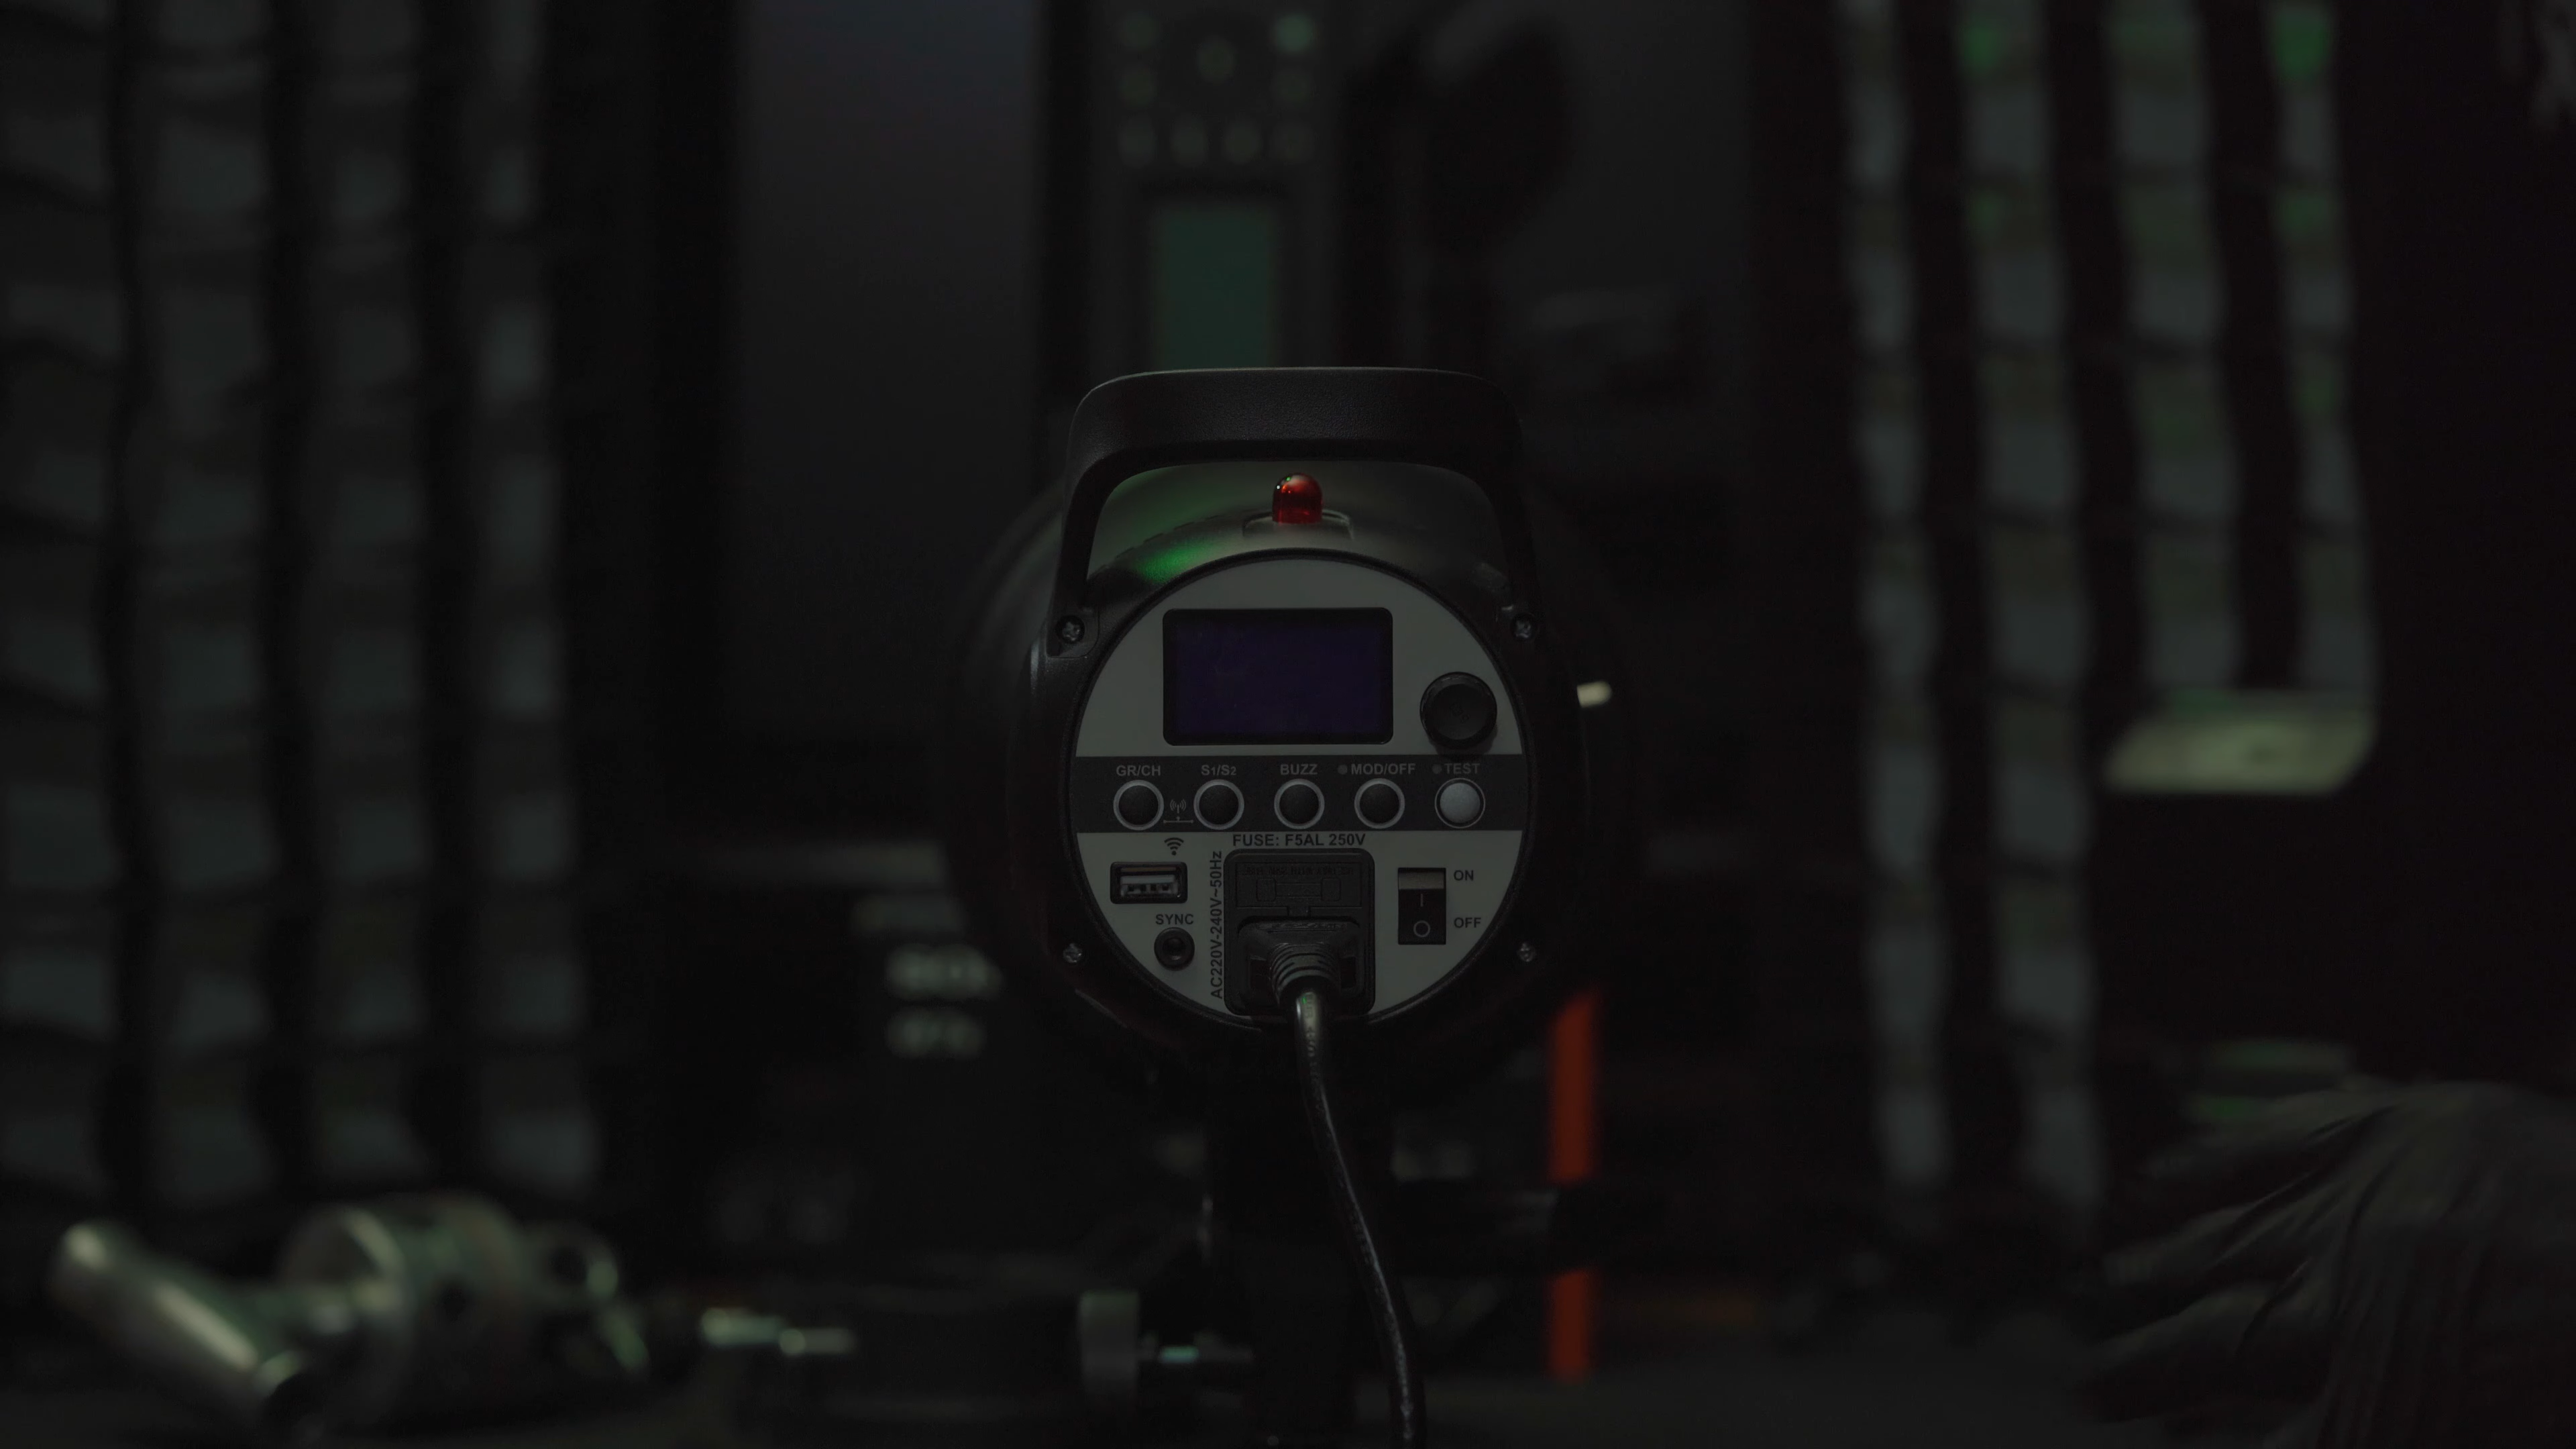 GR/CH S1/S2 BUZZ MOD/OFF TEST
FUSE: F5AL 250V
AC220V-240V~50Hz
ON
SYNC
OFF